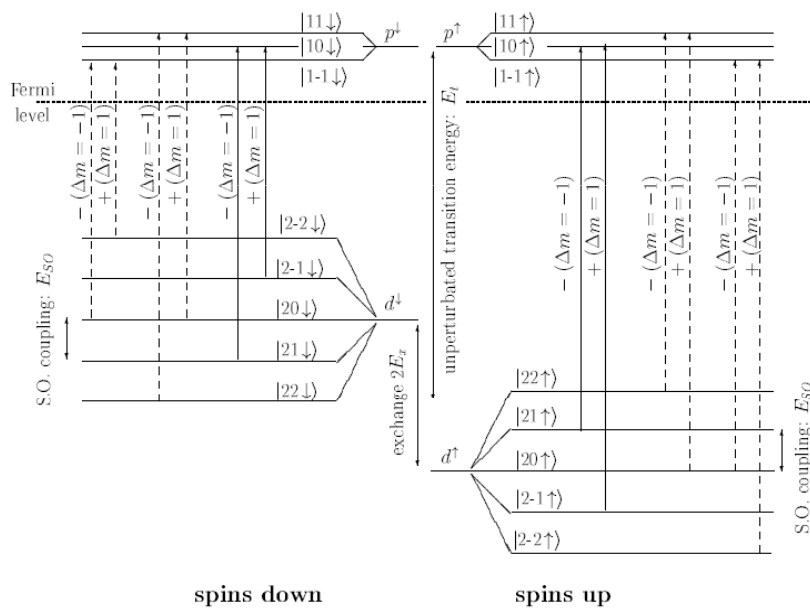 |11↓⟩ p↓ p↑ |11↑⟩
|10↓⟩ |10↑⟩
|1-1↓⟩ |1-1↑⟩
Fermi
level
− (Δm = −1)
+ (Δm = 1)
− (Δm = −1)
+ (Δm = 1)
− (Δm = −1)
+ (Δm = 1)
unperturbated transition energy: E_t
− (Δm = −1)
+ (Δm = 1)
− (Δm = −1)
+ (Δm = 1)
− (Δm = −1)
+ (Δm = 1)
|2-2↓⟩
|2-1↓⟩
|20↓⟩ d↓
|21↓⟩
|22↓⟩
S.O. coupling: E_SO
exchange 2E_x
|22↑⟩
|21↑⟩
d↑ |20↑⟩
|2-1↑⟩
|2-2↑⟩
S.O. coupling: E_SO
spins down spins up